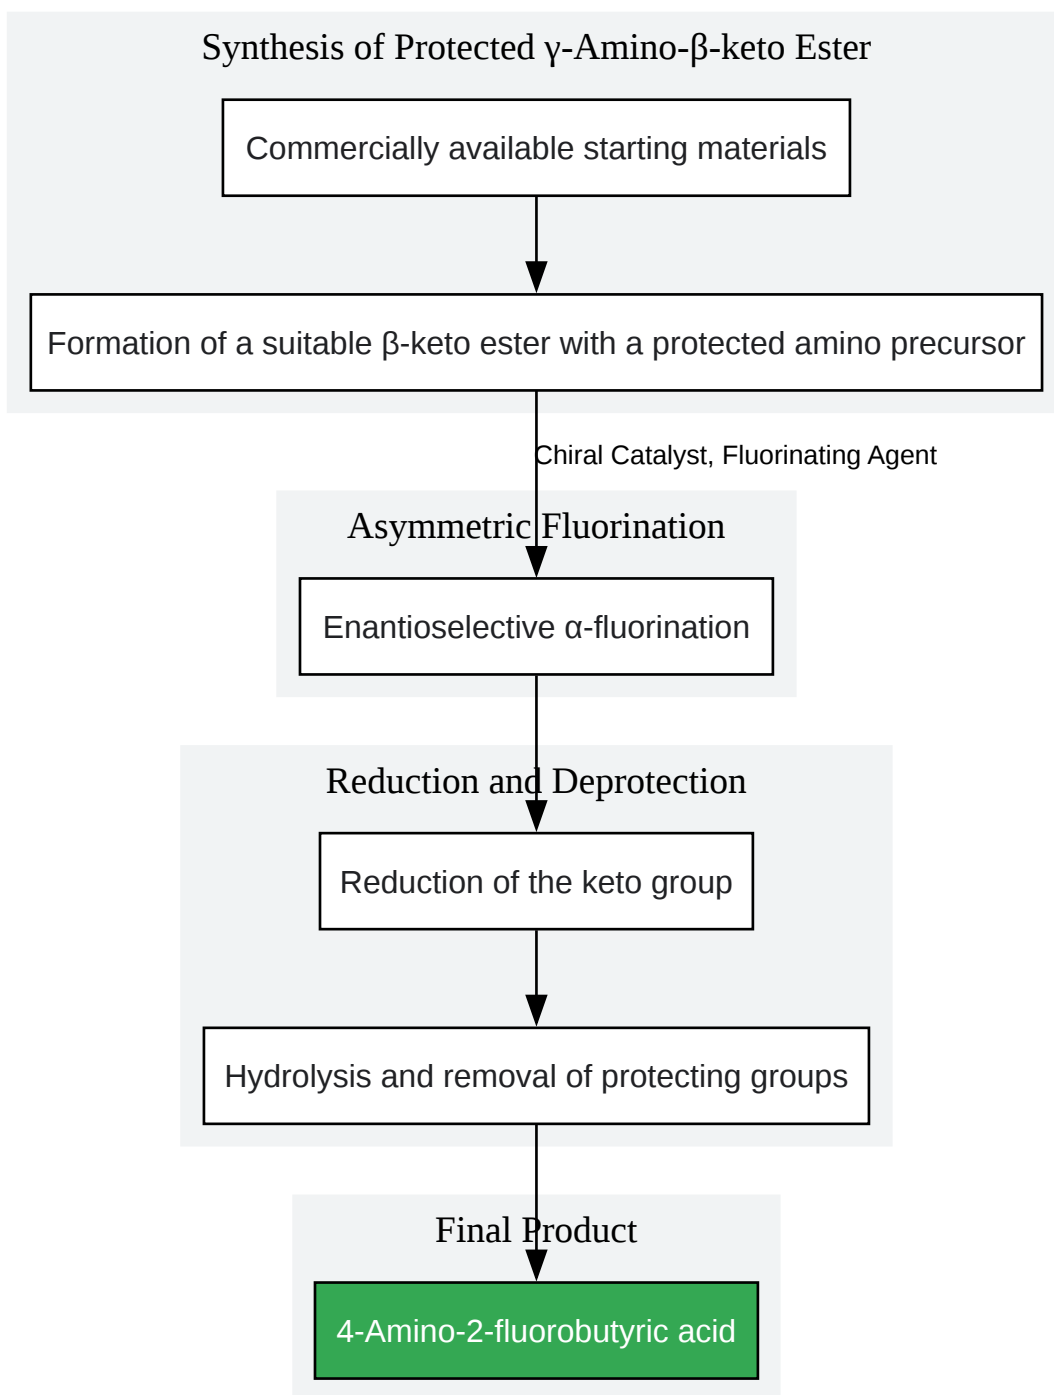 Synthesis of Protected γ-Amino-β-keto Ester
Commercially available starting materials
Formation of a suitable β-keto ester with a protected amino precursor
Chiral Catalyst, Fluorinating Agent
Asymmetric Fluorination
Enantioselective α-fluorination
Reduction and Deprotection
Reduction of the keto group
Hydrolysis and removal of protecting groups
Final Product
4-Amino-2-fluorobutyric acid